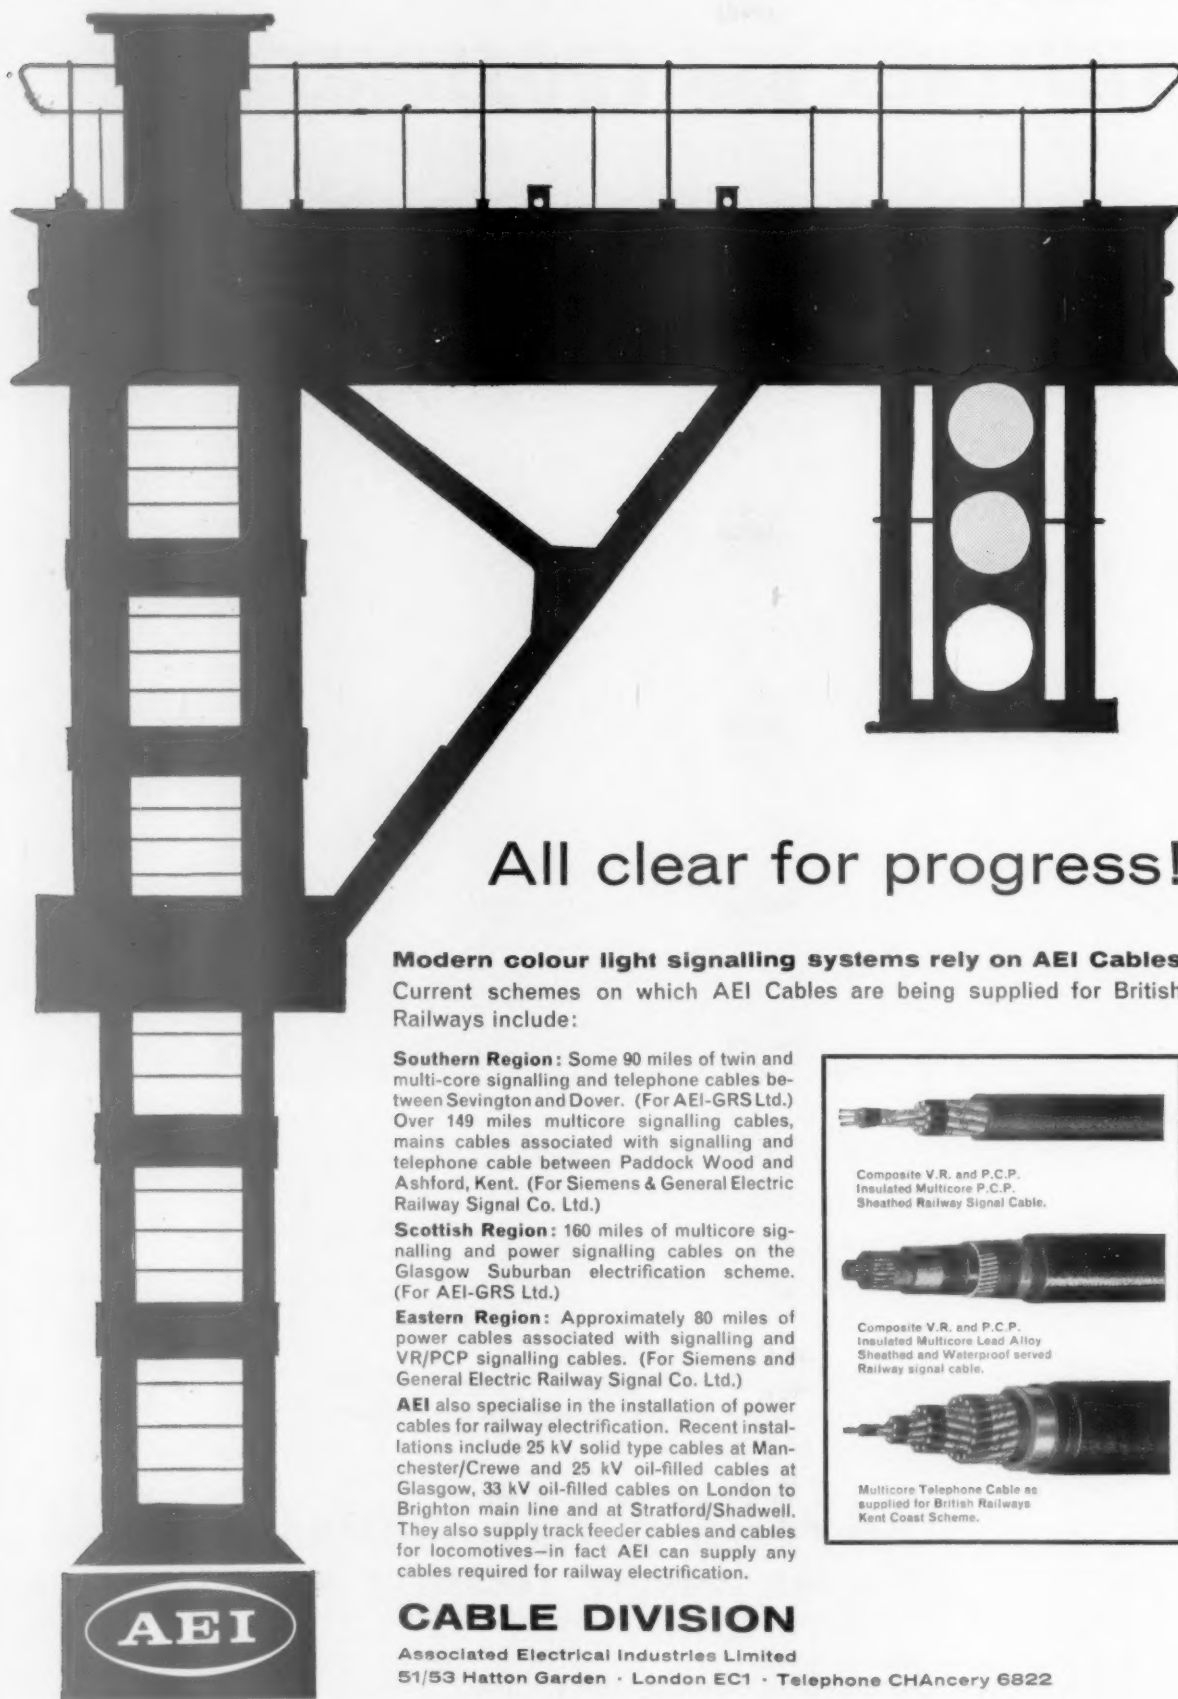 All clear for progress!
Modern colour light signalling systems rely on AEI Cables
Current schemes on which AEI Cables are being supplied for British
Railways include:
Southern Region: Some 90 miles of twin and
multi-core signalling and telephone cables be-
tween Sevington and Dover. (For AEI-GRS Ltd.)
Over 149 miles multicore signalling cables,
mains cables associated with signalling and
telephone cable between Paddock Wood and
Ashford, Kent. (For Siemens & General Electric
Railway Signal Co. Ltd.)
Scottish Region: 160 miles of multicore sig-
nalling and power signalling cables on the
Glasgow Suburban electrification scheme.
(For AEI-GRS Ltd.)
Eastern Region: Approximately 80 miles of
power cables associated with signalling and
VR/PCP signalling cables. (For Siemens and
General Electric Railway Signal Co. Ltd.)
AEI also specialise in the installation of power
cables for railway electrification. Recent instal-
lations include 25 kV solid type cables at Man-
chester/Crewe and 25 kV oil-filled cables at
Glasgow, 33 kV oil-filled cables on London to
Brighton main line and at Stratford/Shadwell.
They also supply track feeder cables and cables
for locomotives—in fact AEI can supply any
cables required for railway electrification.
Composite V.R. and P.C.P.
Insulated Multicore P.C.P.
Sheathed Railway Signal Cable.
Composite V.R. and P.C.P.
Insulated Multicore Lead Alloy
Sheathed and Waterproof served
Railway signal cable.
Multicore Telephone Cable as
supplied for British Railways
Kent Coast Scheme.
AEI
CABLE DIVISION
Associated Electrical Industries Limited
51/53 Hatton Garden · London EC1 · Telephone CHAncery 6822